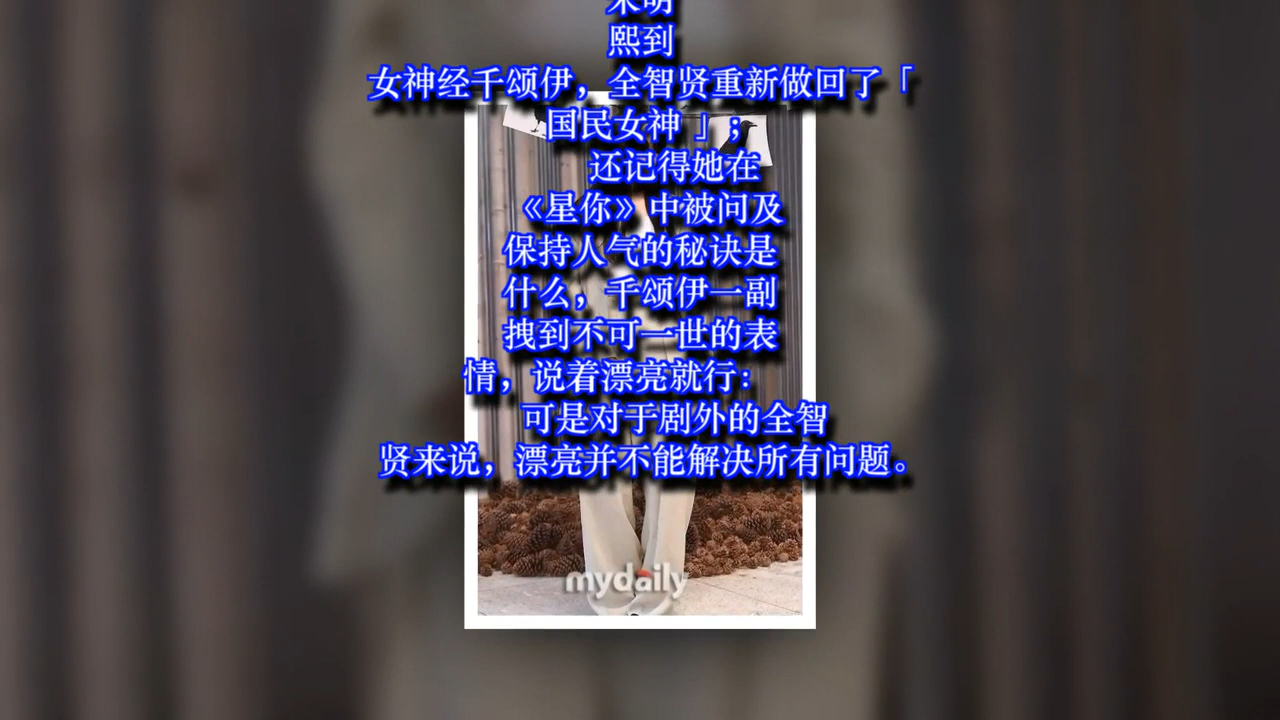 宋明
熙到
女神经千颂伊，全智贤重新做回了「
国民女神 」；
还记得她在
《星你》中被问及
保持人气的秘诀是
什么，千颂伊一副
拽到不可一世的表
情，说着漂亮就行：
可是对于剧外的全智
贤来说，漂亮并不能解决所有问题。
mydaily